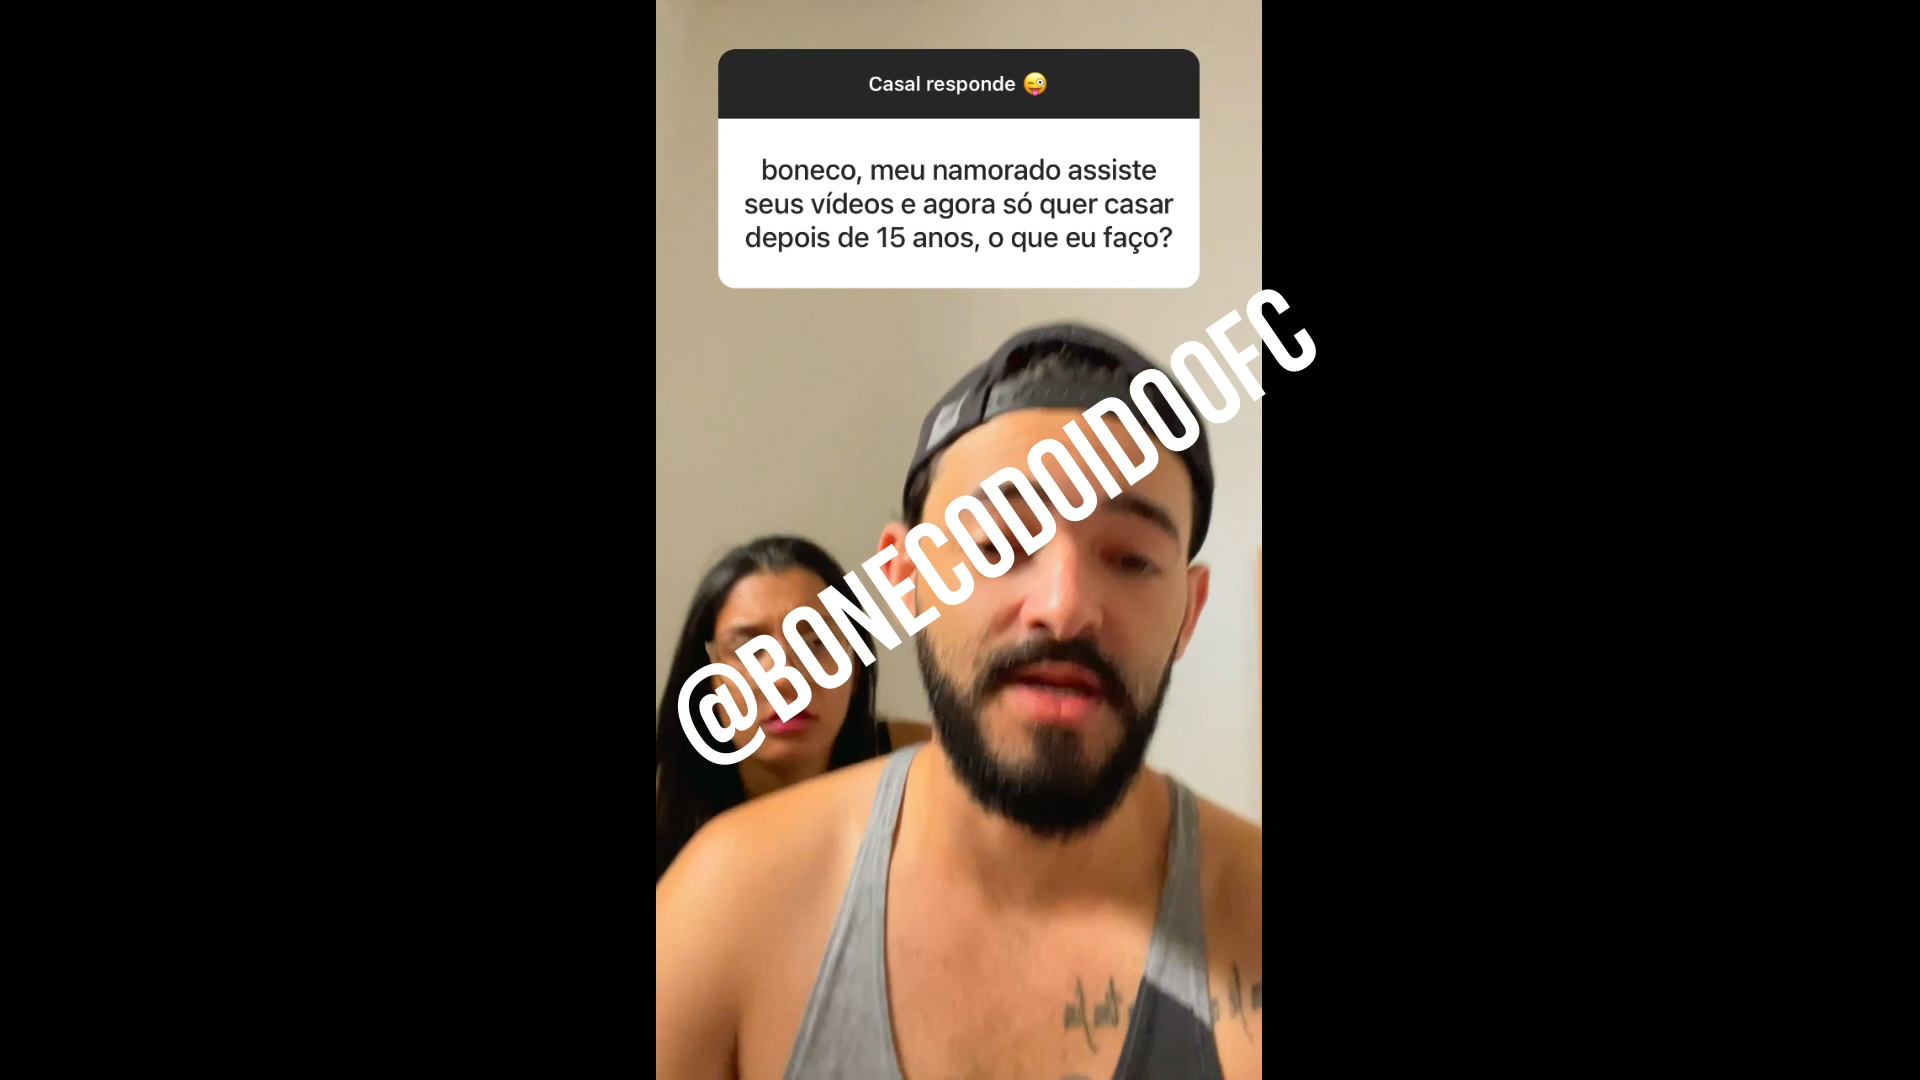 Casal responde 😜
boneco, meu namorado assiste
seus vídeos e agora só quer casar
depois de 15 anos, o que eu faço?
@BONECODOIDOOFC